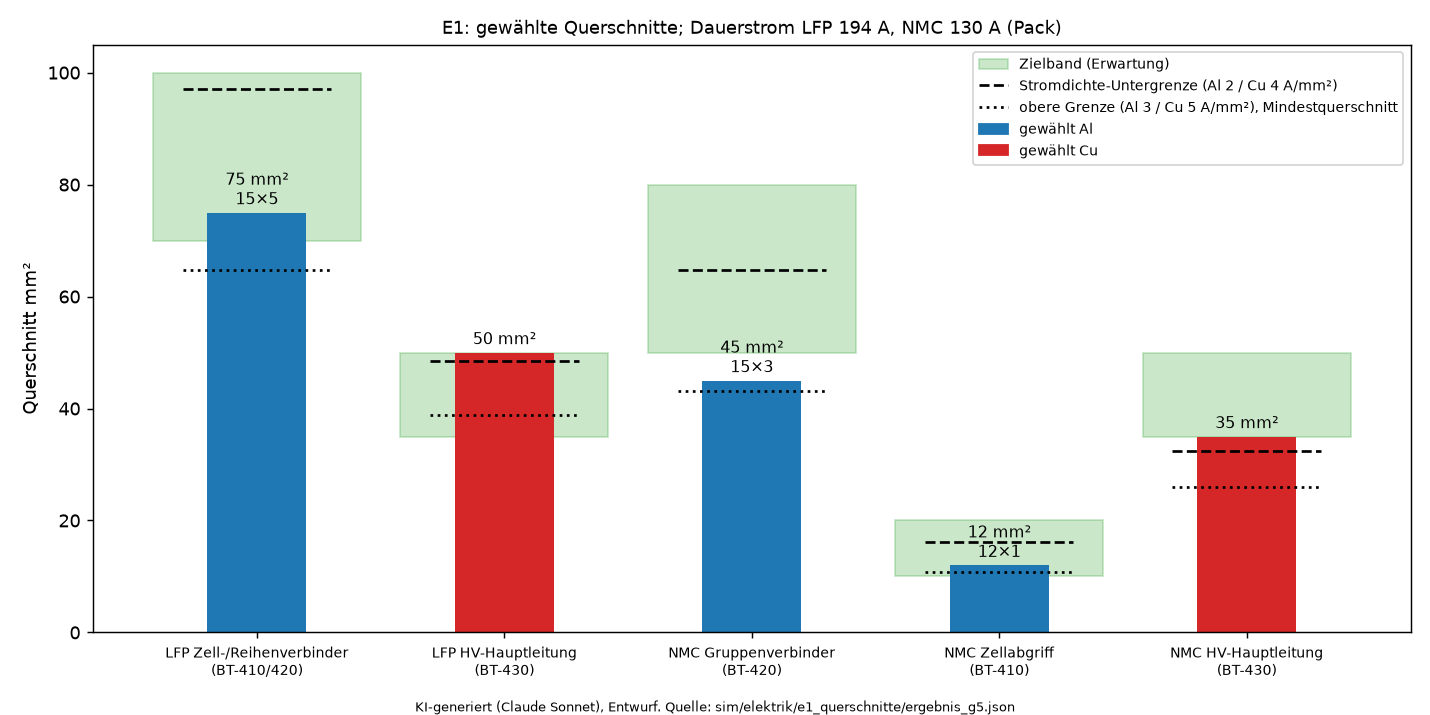 E1: gewählte Querschnitte; Dauerstrom LFP 194 A, NMC 130 A (Pack)
Zielband (Erwartung)
Stromdichte-Untergrenze (Al 2 / Cu 4 A/mm²)
obere Grenze (Al 3 / Cu 5 A/mm²), Mindestquerschnitt
gewählt Al
gewählt Cu
Querschnitt mm²
100
80
60
40
20
0
75 mm²
15×5
50 mm²
45 mm²
15×3
12 mm²
12×1
35 mm²
LFP Zell-/Reihenverbinder
(BT-410/420)
LFP HV-Hauptleitung
(BT-430)
NMC Gruppenverbinder
(BT-420)
NMC Zellabgriff
(BT-410)
NMC HV-Hauptleitung
(BT-430)
KI-generiert (Claude Sonnet), Entwurf. Quelle: sim/elektrik/e1_querschnitte/ergebnis_g5.json